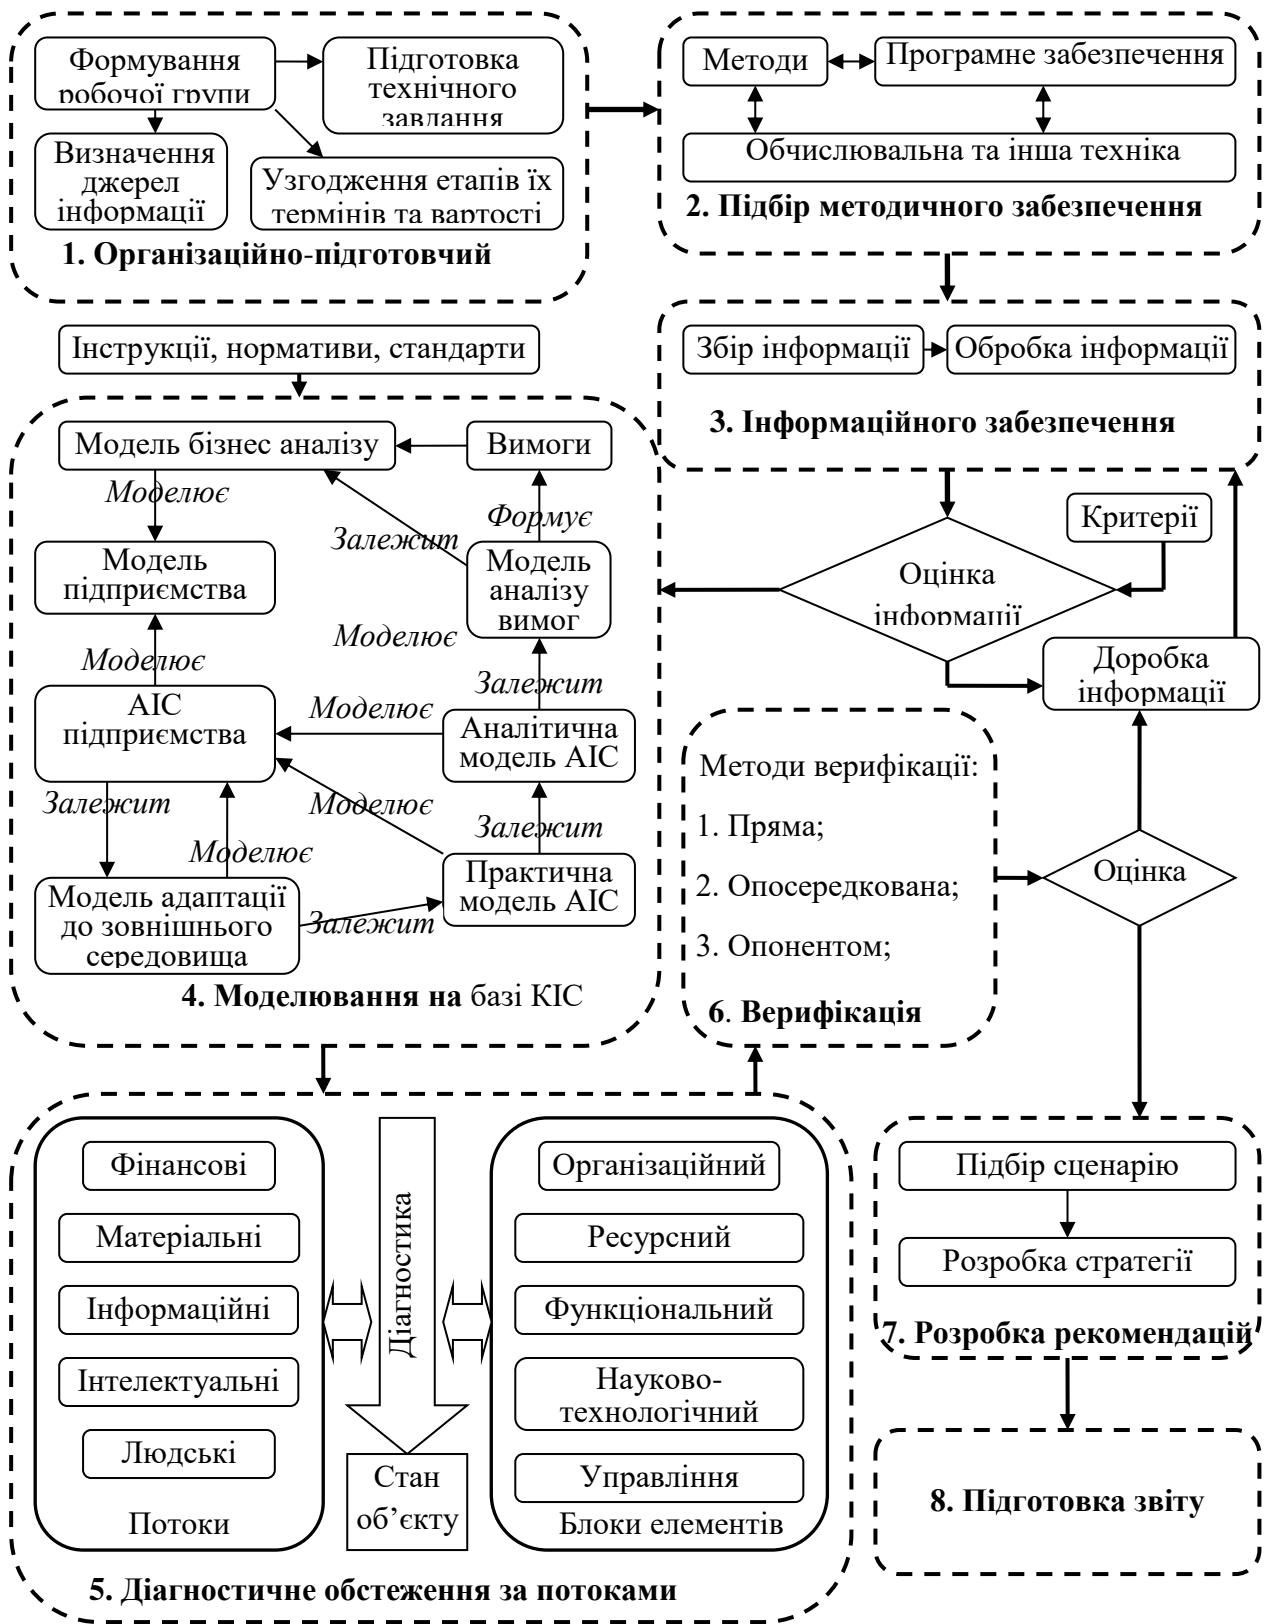 Формування
робочої групи
Підготовка
технічного
завдання
Визначення
джерел
інформації
Узгодження етапів їх
термінів та вартості
1. Організаційно-підготовчий
Методи
Програмне забезпечення
Обчислювальна та інша техніка
2. Підбір методичного забезпечення
Збір інформації
Обробка інформації
3. Інформаційного забезпечення
Інструкції, нормативи, стандарти
Модель бізнес аналізу
Вимоги
Моделює
Формує
Залежит
Модель
підприємства
Модель
аналізу
вимог
Моделює
Моделює
Залежит
АІС
підприємства
Моделює
Аналітична
модель АІС
Залежит
Моделює
Залежит
Моделює
Практична
модель АІС
Модель адаптації
до зовнішнього
середовища
Залежит
4. Моделювання на базі КІС
Критерії
Оцінка
інформації
Доробка
інформації
Методи верифікації:
1. Пряма;
2. Опосередкована;
3. Опонентом;
6. Верифікація
Оцінка
Фінансові
Матеріальні
Інформаційні
Інтелектуальні
Людські
Потоки
Діагностика
Стан
об’єкту
Організаційний
Ресурсний
Функціональний
Науково-
технологічний
Управління
Блоки елементів
5. Діагностичне обстеження за потоками
Підбір сценарію
Розробка стратегії
7. Розробка рекомендацій
8. Підготовка звіту